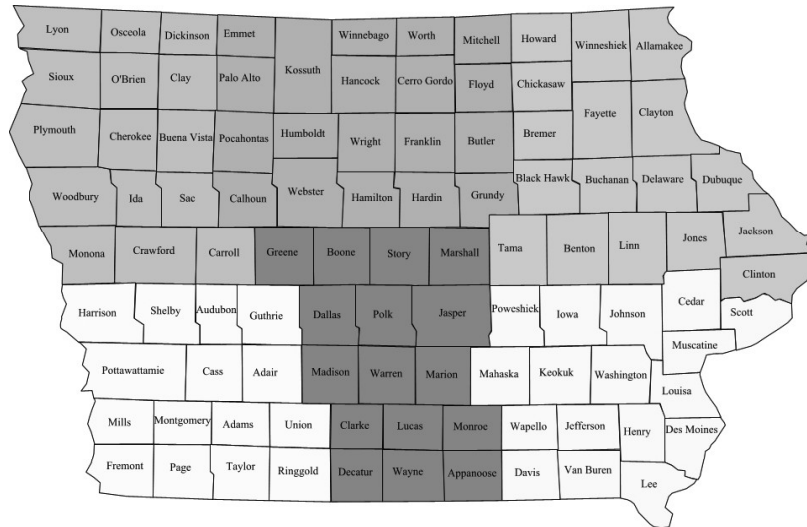 Lyon Osceola Dickinson Emmet Kossuth Winnebago Worth Mitchell Howard Winneshiek Allamakee
Sioux O'Brien Clay Palo Alto Hancock Cerro Gordo Floyd Chickasaw
Plymouth Cherokee Buena Vista Pocahontas Humboldt Wright Franklin Butler Bremer Fayette Clayton
Woodbury Ida Sac Calhoun Webster Hamilton Hardin Grundy Black Hawk Buchanan Delaware Dubuque
Monona Crawford Carroll Greene Boone Story Marshall Tama Benton Linn Jones Jackson
Clinton
Harrison Shelby Audubon Guthrie Dallas Polk Jasper Poweshiek Iowa Johnson Cedar Scott
Muscatine
Pottawattamie Cass Adair Madison Warren Marion Mahaska Keokuk Washington
Louisa
Mills Montgomery Adams Union Clarke Lucas Monroe Wapello Jefferson Henry Des Moines
Fremont Page Taylor Ringgold Decatur Wayne Appanoose Davis Van Buren Lee